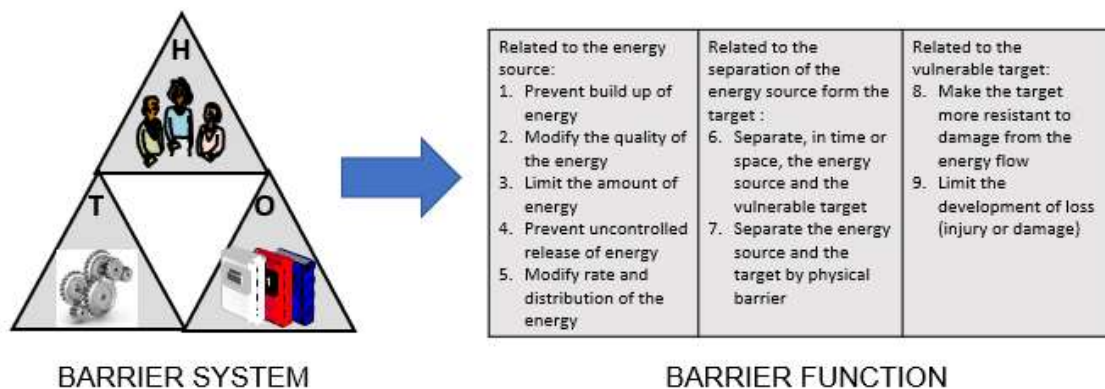 H
T
O
1
BARRIER SYSTEM
Related to the energy
source:
1. Prevent build up of
energy
2. Modify the quality of
the energy
3. Limit the amount of
energy
4. Prevent uncontrolled
release of energy
5. Modify rate and
distribution of the
energy
Related to the
separation of the
energy source form the
target :
6. Separate, in time or
space, the energy
source and the
vulnerable target
7. Separate the energy
source and the
target by physical
barrier
Related to the
vulnerable target:
8. Make the target
more resistant to
damage from the
energy flow
9. Limit the
development of loss
(injury or damage)
BARRIER FUNCTION